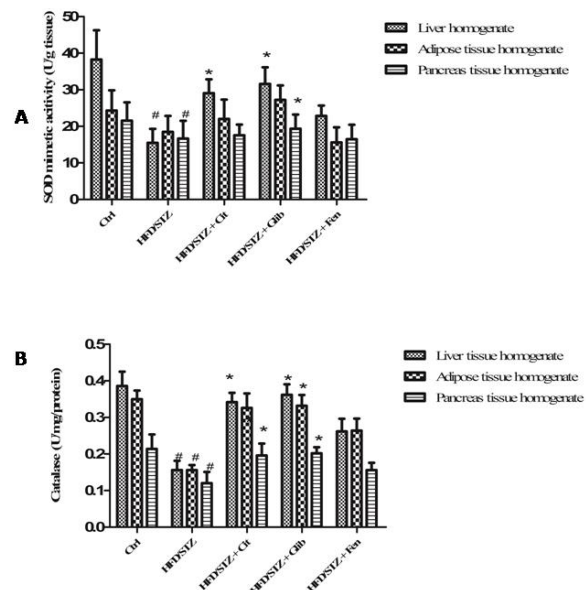 A
SOD mimetic acitivity (U/g tissue)
50
40
30
20
10
0
# # * * *
Liver homogenate
Adipose tissue homogenate
Pancreas tissue homogenate
Ctrl
HFD/STZ
HFD/STZ + Cit
HFD/STZ + Glib
HFD/STZ + Fen
B
Catalase (U/mg/protein)
0.5
0.4
0.3
0.2
0.1
0.0
# # # * * * * *
Liver tissue homogenate
Adipose tissue homogenate
Pancreas tissue homogenate
Ctrl
HFD/STZ
HFD/STZ + Cit
HFD/STZ + Glib
HFD/STZ + Fen